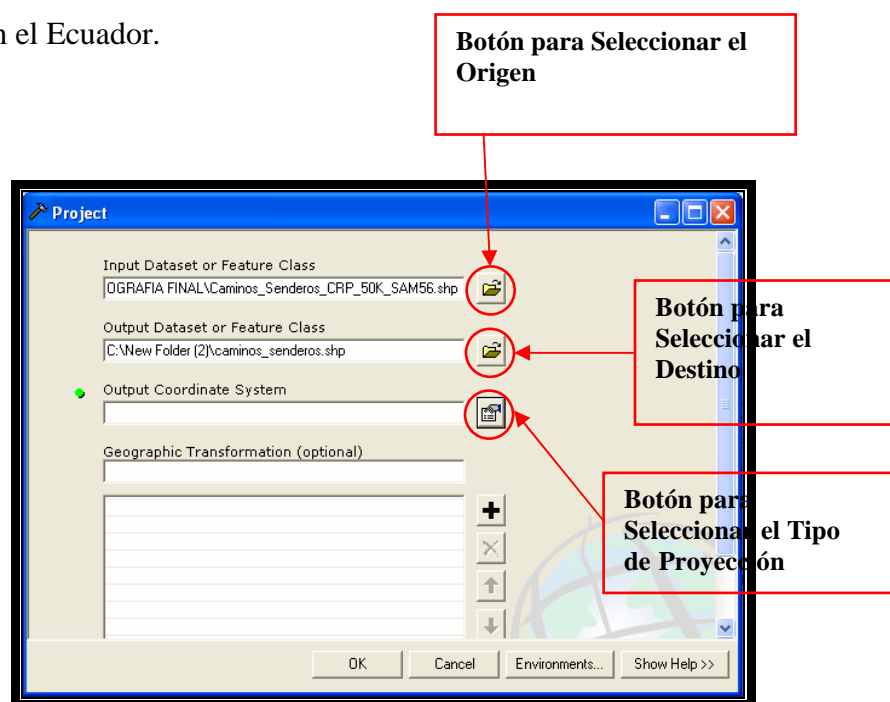 n el Ecuador.
Botón para Seleccionar el
Origen
Project
Input Dataset or Feature Class
OGRAFIA FINAL\Caminos_Senderos_CRP_50K_SAM56.shp
Output Dataset or Feature Class
C:\New Folder (2)\caminos_senderos.shp
Botón para
Seleccionar el
Destino
Output Coordinate System
Geographic Transformation (optional)
Botón para
Seleccionar el Tipo
de Proyección
OK
Cancel
Environments...
Show Help >>